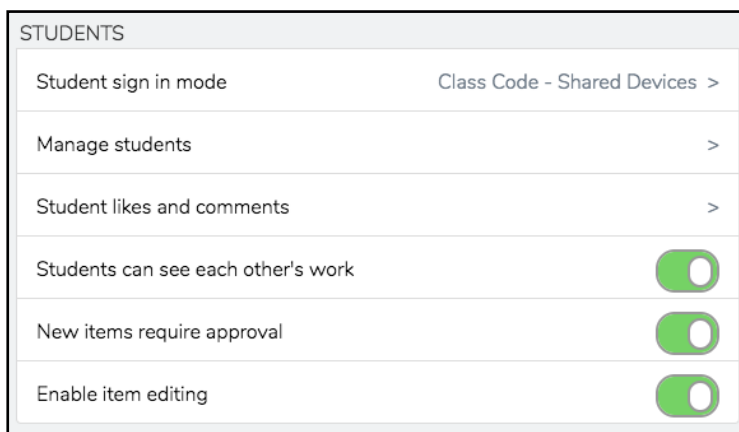 STUDENTS
Student sign in mode Class Code - Shared Devices >
Manage students >
Student likes and comments >
Students can see each other's work
New items require approval
Enable item editing